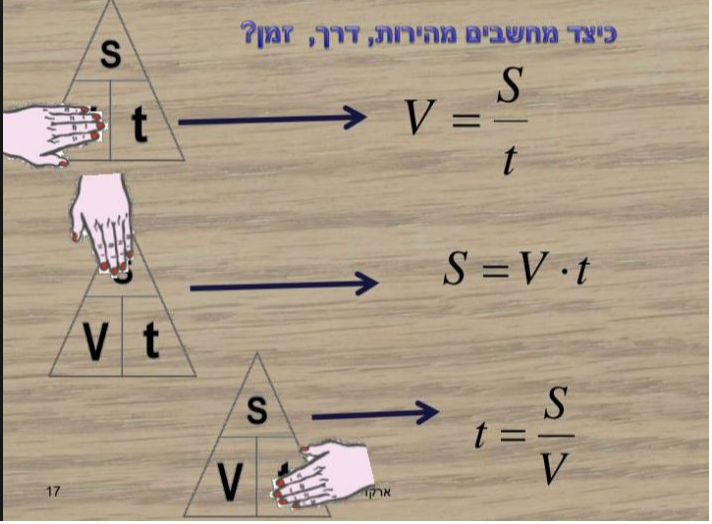 כיצד מחשבים מהירות, דרך, זמן?
s
t
V = S/t
S = V · t
V t
s
t = S/V
V
17